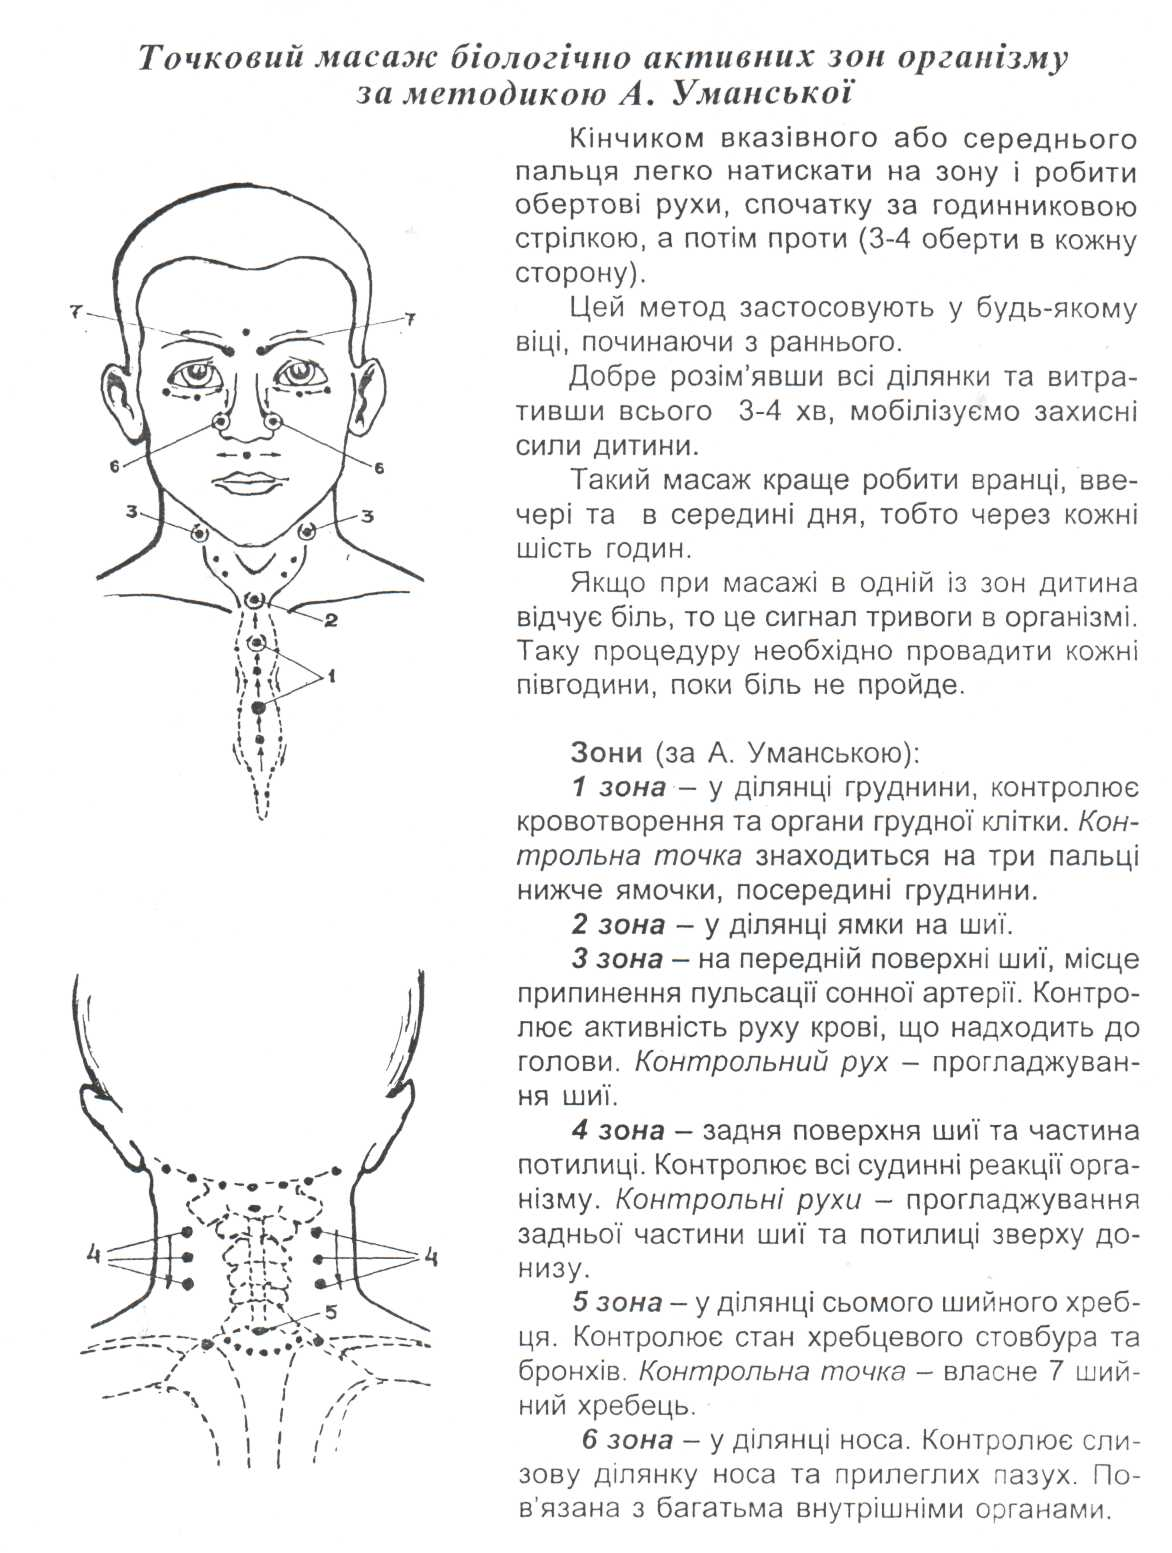 Точковий масаж біологічно активних зон організму
за методикою А. Уманської
Кінчиком вказівного або середнього
пальця легко натискати на зону і робити
обертові рухи, спочатку за годинниковою
стрілкою, а потім проти (3-4 оберти в кожну
сторону).
Цей метод застосовують у будь-якому
віці, починаючи з раннього.
Добре розім'явши всі ділянки та витра-
тивши всього 3-4 хв, мобілізуємо захисні
сили дитини.
Такий масаж краще робити вранці, вве-
чері та в середині дня, тобто через кожні
шість годин.
Якщо при масажі в одній із зон дитина
відчує біль, то це сигнал тривоги в організмі.
Таку процедуру необхідно провадити кожні
півгодини, поки біль не пройде.
Зони (за А. Уманською):
1 зона – у ділянці груднини, контролює
кровотворення та органи грудної клітки. Кон-
трольна точка знаходиться на три пальці
нижче ямочки, посередині груднини.
2 зона – у ділянці ямки на шиї.
3 зона – на передній поверхні шиї, місце
припинення пульсації сонної артерії. Контро-
лює активність руху крові, що надходить до
голови. Контрольний рух – прогладжуван-
ня шиї.
4 зона – задня поверхня шиї та частина
потилиці. Контролює всі судинні реакції орга-
нізму. Контрольні рухи – прогладжування
задньої частини шиї та потилиці зверху до-
низу.
5 зона – у ділянці сьомого шийного хреб-
ця. Контролює стан хребцевого стовбура та
бронхів. Контрольна точка – власне 7 ший-
ний хребець.
6 зона – у ділянці носа. Контролює сли-
зову ділянку носа та прилеглих пазух. По-
в'язана з багатьма внутрішніми органами.
7
7
6
6
3
3
2
1
4
4
5